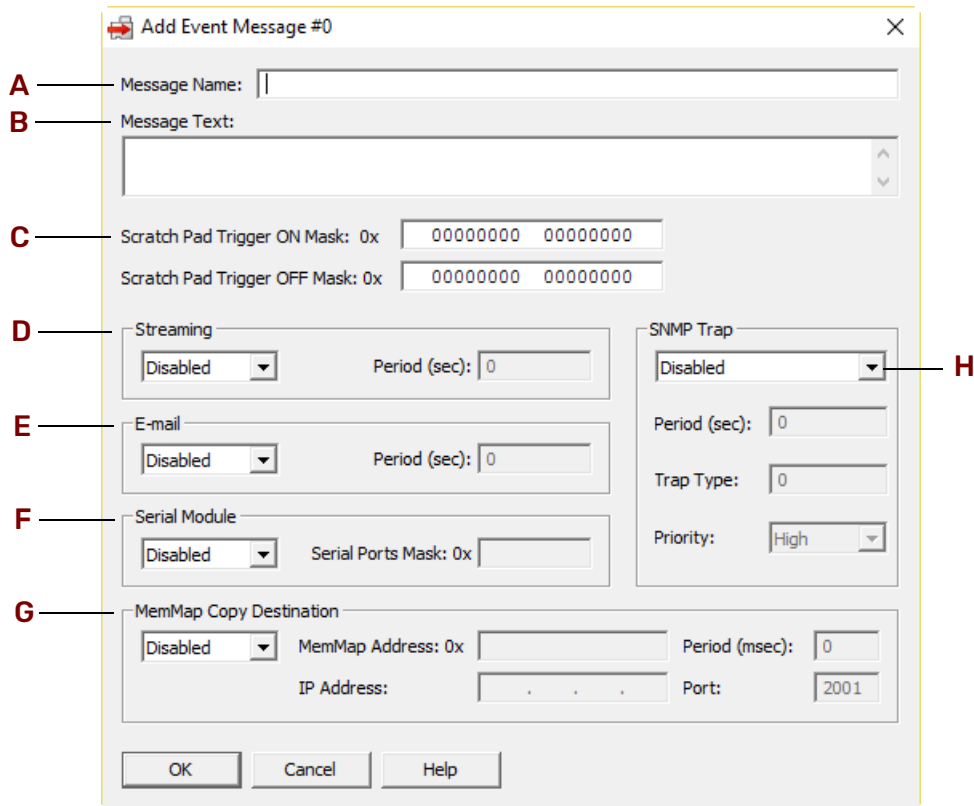 Add Event Message #0
A
Message Name:
B
Message Text:
C
Scratch Pad Trigger ON Mask: 0x 00000000 00000000
Scratch Pad Trigger OFF Mask: 0x 00000000 00000000
D
Streaming
Disabled Period (sec): 0
E
E-mail
Disabled Period (sec): 0
F
Serial Module
Disabled Serial Ports Mask: 0x
SNMP Trap
Disabled
H
Period (sec): 0
Trap Type: 0
Priority: High
G
MemMap Copy Destination
Disabled MemMap Address: 0x Period (msec): 0
IP Address: . . . Port: 2001
OK Cancel Help